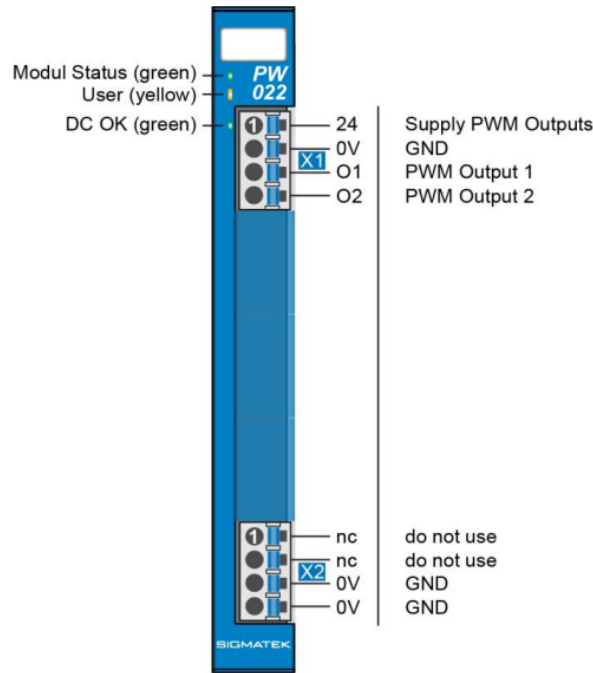 Modul Status (green)
User (yellow)
DC OK (green)
PW
022
1
X1
24 Supply PWM Outputs
0V GND
O1 PWM Output 1
O2 PWM Output 2
1
X2
nc do not use
nc do not use
0V GND
0V GND
SIGMATEK